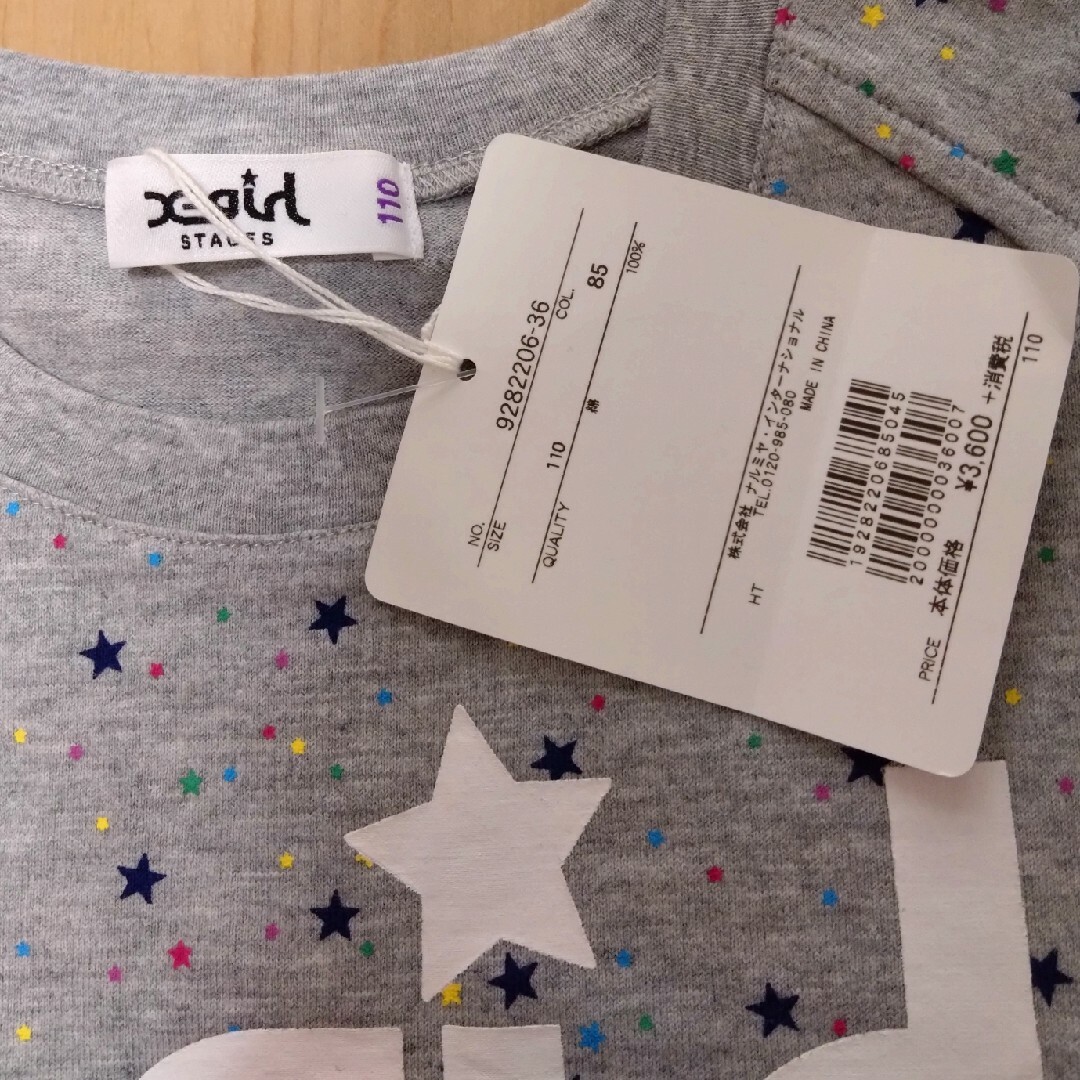 X-girl
STAGES
110
NO. 9282206-36
SIZE 110 COL. 85
QUALITY 綿 100%
株式会社 ナルミヤ・インターナショナル
TEL.0120-985-080
HT MADE IN CHINA
1928220685045
2000000036007
PRICE 本体価格 ¥3,600 +消費税
110